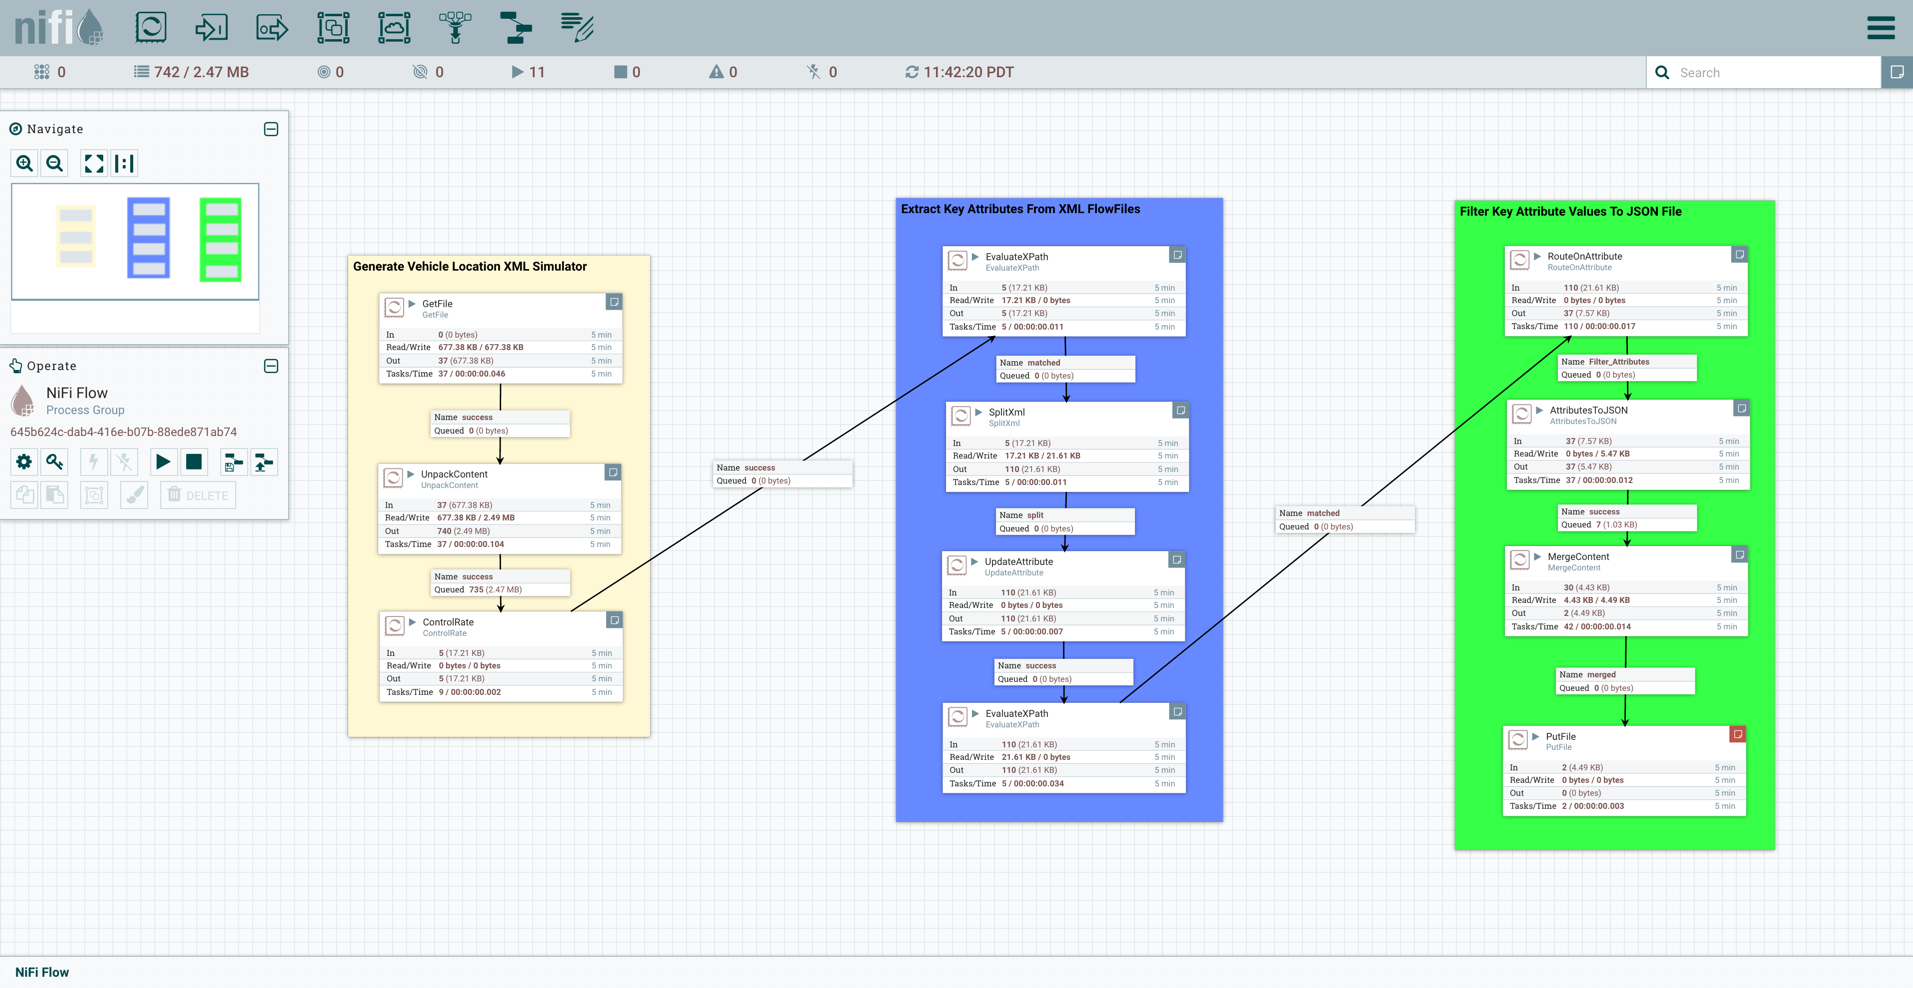 nifi
0
742 / 2.47 MB
0
0
11
0
0
0
11:42:20 PDT
Search
Navigate
Operate
NiFi Flow
Process Group
645b624c-dab4-416e-b07b-88ede871ab74
DELETE
Generate Vehicle Location XML Simulator
GetFile
GetFile
In 0 (0 bytes) 5 min
Read/Write 677.38 KB / 677.38 KB 5 min
Out 37 (677.38 KB) 5 min
Tasks/Time 37 / 00:00:00.046 5 min
Name success
Queued 0 (0 bytes)
UnpackContent
UnpackContent
In 37 (677.38 KB) 5 min
Read/Write 677.38 KB / 2.49 MB 5 min
Out 740 (2.49 MB) 5 min
Tasks/Time 37 / 00:00:00.104 5 min
Name success
Queued 735 (2.47 MB)
ControlRate
ControlRate
In 5 (17.21 KB) 5 min
Read/Write 0 bytes / 0 bytes 5 min
Out 5 (17.21 KB) 5 min
Tasks/Time 9 / 00:00:00.002 5 min
Name success
Queued 0 (0 bytes)
Extract Key Attributes From XML FlowFiles
EvaluateXPath
EvaluateXPath
In 5 (17.21 KB) 5 min
Read/Write 17.21 KB / 0 bytes 5 min
Out 5 (17.21 KB) 5 min
Tasks/Time 5 / 00:00:00.011 5 min
Name matched
Queued 0 (0 bytes)
SplitXml
SplitXml
In 5 (17.21 KB) 5 min
Read/Write 17.21 KB / 21.61 KB 5 min
Out 110 (21.61 KB) 5 min
Tasks/Time 5 / 00:00:00.011 5 min
Name split
Queued 0 (0 bytes)
UpdateAttribute
UpdateAttribute
In 110 (21.61 KB) 5 min
Read/Write 0 bytes / 0 bytes 5 min
Out 110 (21.61 KB) 5 min
Tasks/Time 5 / 00:00:00.007 5 min
Name success
Queued 0 (0 bytes)
EvaluateXPath
EvaluateXPath
In 110 (21.61 KB) 5 min
Read/Write 21.61 KB / 0 bytes 5 min
Out 110 (21.61 KB) 5 min
Tasks/Time 5 / 00:00:00.034 5 min
Name matched
Queued 0 (0 bytes)
Filter Key Attribute Values To JSON File
RouteOnAttribute
RouteOnAttribute
In 110 (21.61 KB) 5 min
Read/Write 0 bytes / 0 bytes 5 min
Out 37 (7.57 KB) 5 min
Tasks/Time 110 / 00:00:00.017 5 min
Name Filter_Attributes
Queued 0 (0 bytes)
AttributesToJSON
AttributesToJSON
In 37 (7.57 KB) 5 min
Read/Write 0 bytes / 5.47 KB 5 min
Out 37 (5.47 KB) 5 min
Tasks/Time 37 / 00:00:00.012 5 min
Name success
Queued 7 (1.03 KB)
MergeContent
MergeContent
In 30 (4.43 KB) 5 min
Read/Write 4.43 KB / 4.49 KB 5 min
Out 2 (4.49 KB) 5 min
Tasks/Time 42 / 00:00:00.014 5 min
Name merged
Queued 0 (0 bytes)
PutFile
PutFile
In 2 (4.49 KB) 5 min
Read/Write 0 bytes / 0 bytes 5 min
Out 0 (0 bytes) 5 min
Tasks/Time 2 / 00:00:00.003 5 min
NiFi Flow